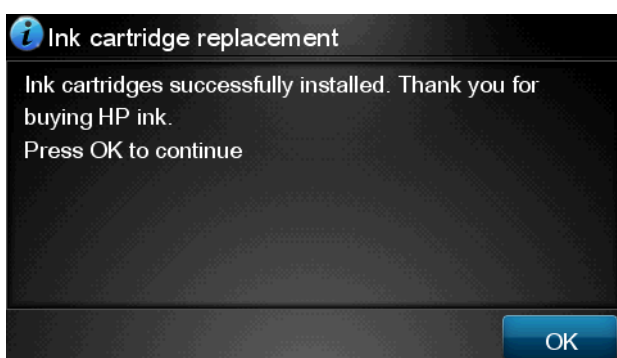 Ink cartridge replacement
Ink cartridges successfully installed. Thank you for
buying HP ink.
Press OK to continue
OK